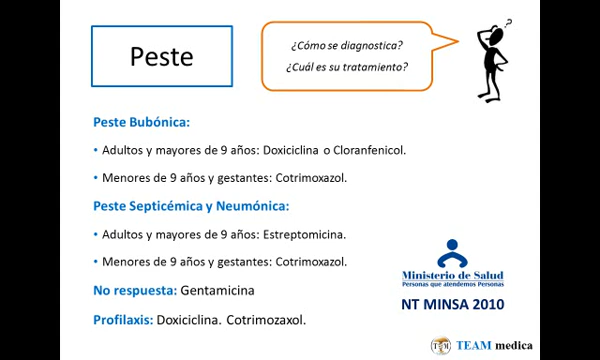 Peste
¿Cómo se diagnostica?
¿Cuál es su tratamiento?
?
Peste Bubónica:
• Adultos y mayores de 9 años: Doxiciclina o Cloranfenicol.
• Menores de 9 años y gestantes: Cotrimoxazol.
Peste Septicémica y Neumónica:
• Adultos y mayores de 9 años: Estreptomicina.
• Menores de 9 años y gestantes: Cotrimoxazol.
No respuesta: Gentamicina
Profilaxis: Doxiciclina. Cotrimozaxol.
Ministerio de Salud
Personas que atendemos Personas
NT MINSA 2010
TEAM medica